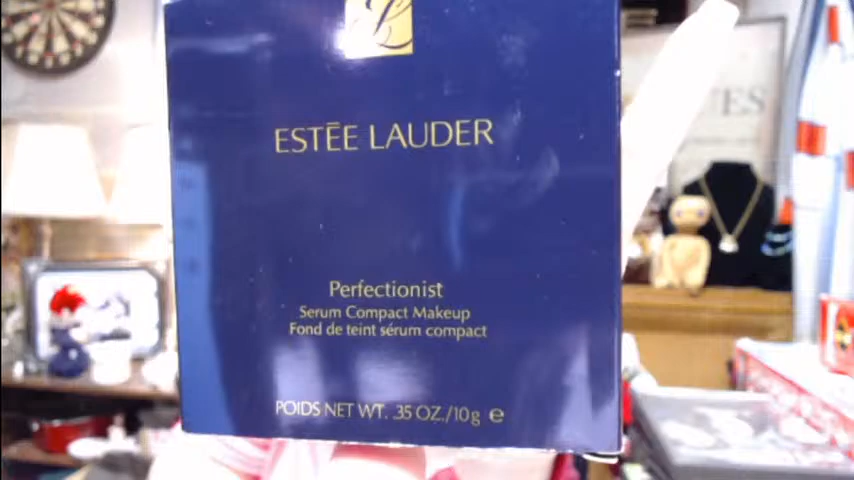 ESTĒE LAUDER
Perfectionist
Serum Compact Makeup
Fond de teint sérum compact
POIDS NET WT. .35 OZ./10g e